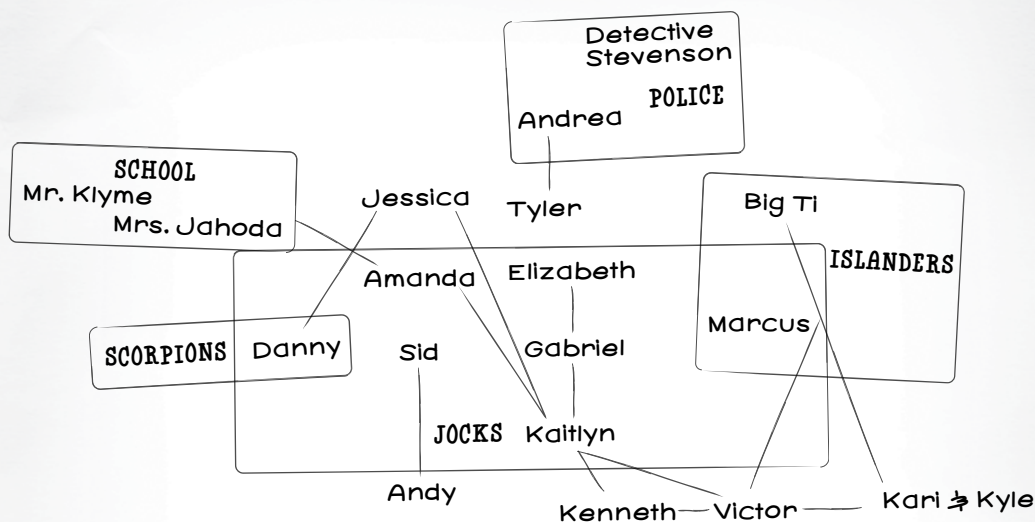 Detective
Stevenson
POLICE
Andrea
SCHOOL
Mr. Klyme
Mrs. Jahoda
Jessica
Tyler
Big Ti
ISLANDERS
Amanda
Elizabeth
Marcus
SCORPIONS
Danny
Sid
Gabriel
JOCKS
Kaitlyn
Andy
Kenneth
Victor
Kari & Kyle